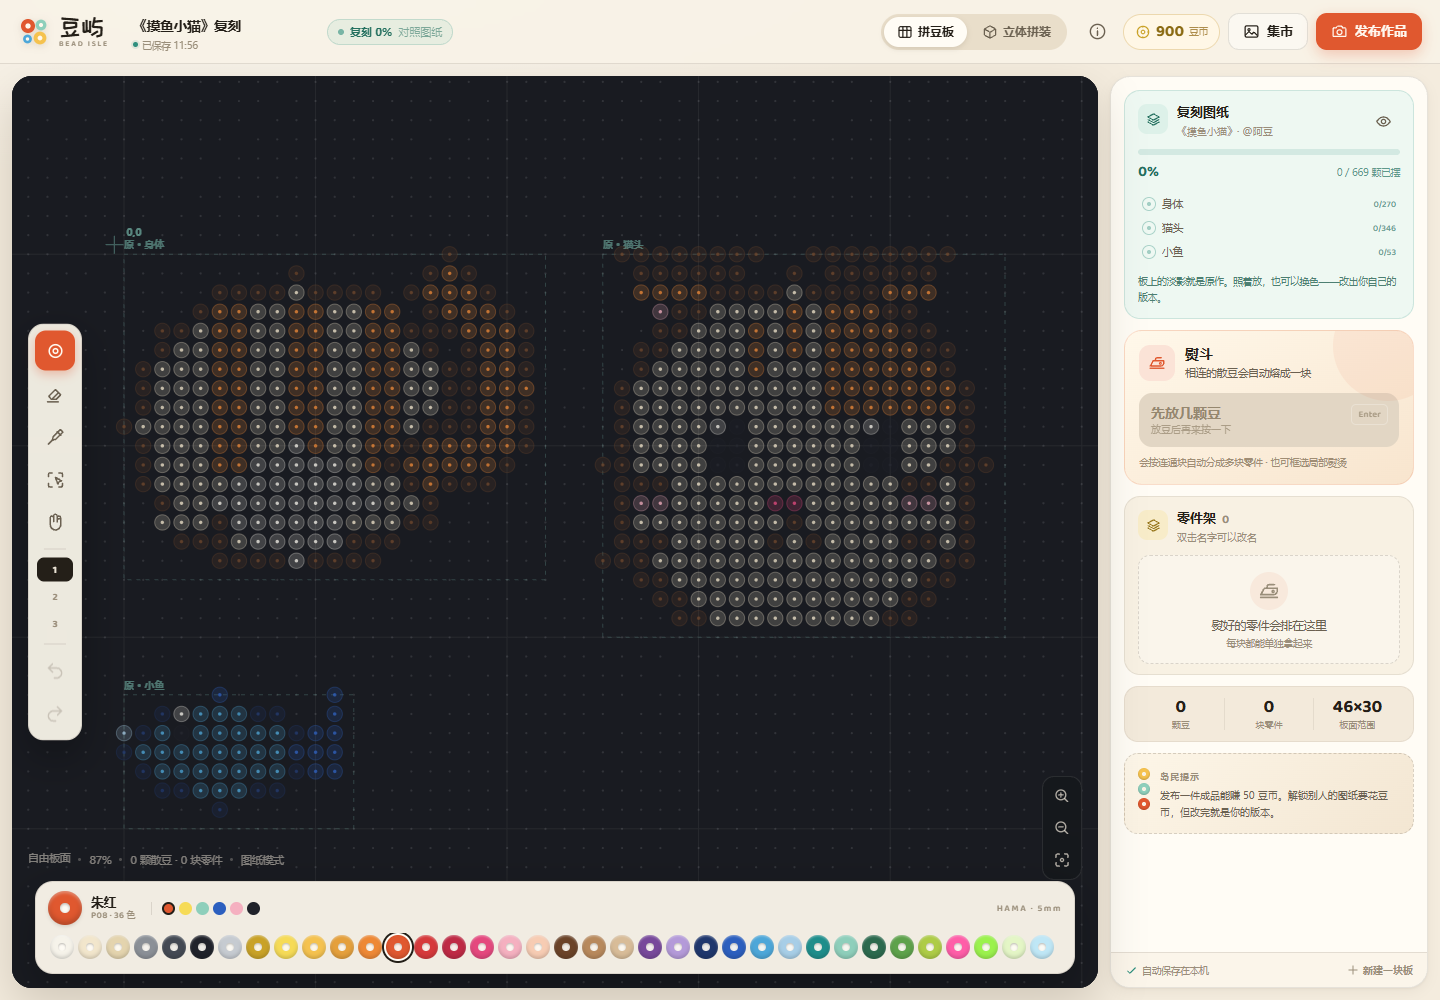 豆屿
BEAD ISLE
《摸鱼小猫》复刻
已保存 11:56
复刻 0% 对照图纸
拼豆板
立体拼装
900 豆币
集市
发布作品
0,0
原 · 身体
原 · 猫头
原 · 小鱼
1
2
3
自由板面 · 87% · 0 颗散豆 · 0 块零件 · 图纸模式
朱红
P08 · 36 色
HAMA · 5mm
复刻图纸
《摸鱼小猫》 · @阿豆
0%
0 / 669 颗已摆
身体
0/270
猫头
0/346
小鱼
0/53
板上的淡影就是原作。照着放，也可以换色——改出你自己的
版本。
熨斗
相连的散豆会自动熔成一块
先放几颗豆
Enter
放豆后再来按一下
会按连通块自动分成多块零件 · 也可框选局部熨烫
零件架 0
双击名字可以改名
熨好的零件会排在这里
每块都能单独拿起来
0
颗豆
0
块零件
46×30
板面范围
岛民提示
发布一件成品能赚 50 豆币。解锁别人的图纸要花豆
币，但改完就是你的版本。
自动保存在本机
新建一块板